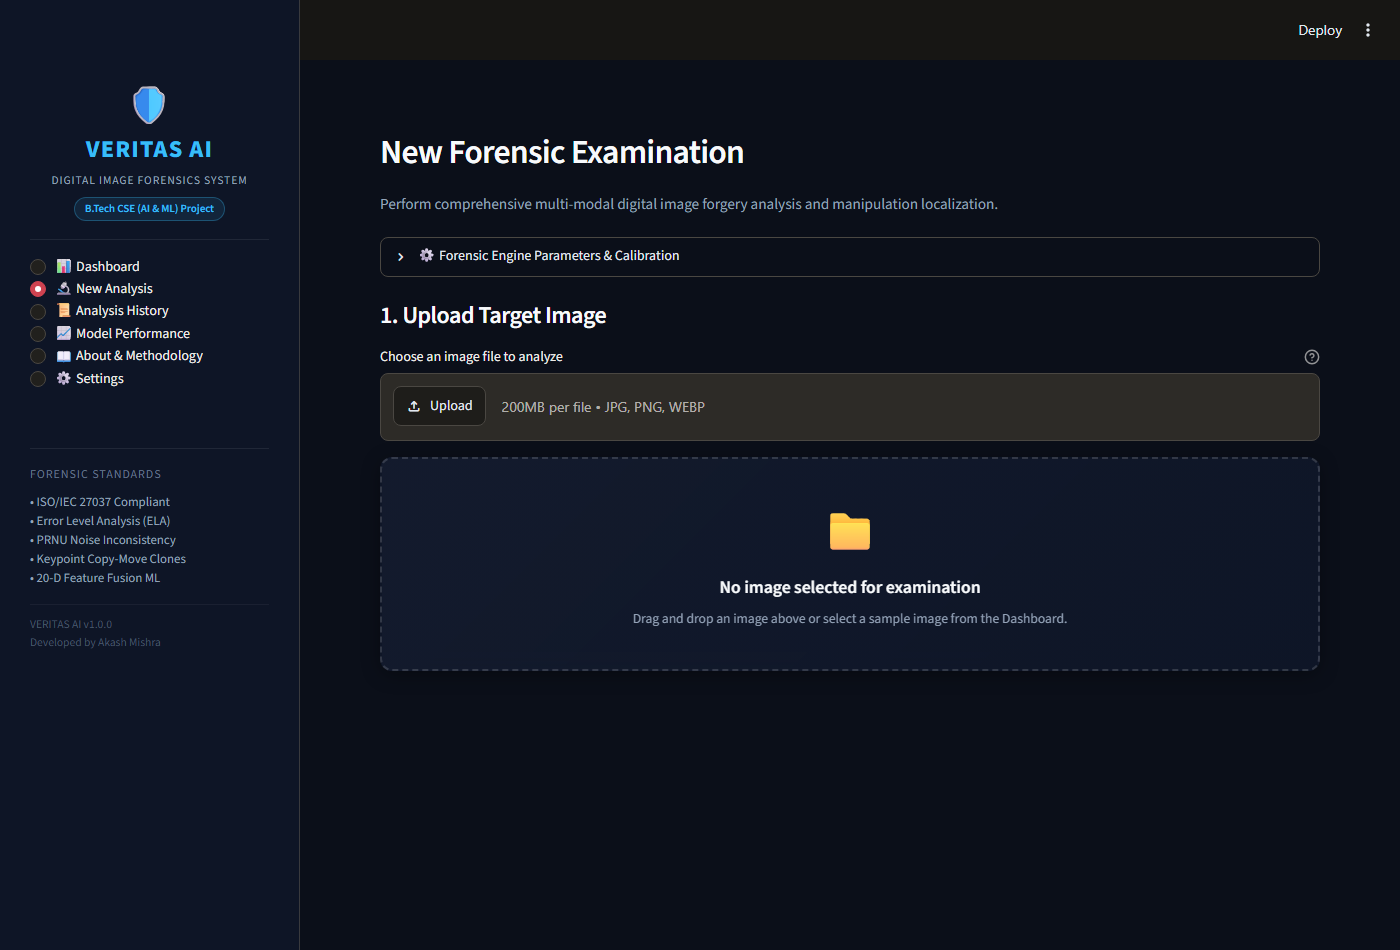 Deploy
VERITAS AI
DIGITAL IMAGE FORENSICS SYSTEM
B.Tech CSE (AI & ML) Project
Dashboard
New Analysis
Analysis History
Model Performance
About & Methodology
Settings
FORENSIC STANDARDS
• ISO/IEC 27037 Compliant
• Error Level Analysis (ELA)
• PRNU Noise Inconsistency
• Keypoint Copy-Move Clones
• 20-D Feature Fusion ML
VERITAS AI v1.0.0
Developed by Akash Mishra
New Forensic Examination
Perform comprehensive multi-modal digital image forgery analysis and manipulation localization.
Forensic Engine Parameters & Calibration
1. Upload Target Image
Choose an image file to analyze
Upload 200MB per file • JPG, PNG, WEBP
No image selected for examination
Drag and drop an image above or select a sample image from the Dashboard.